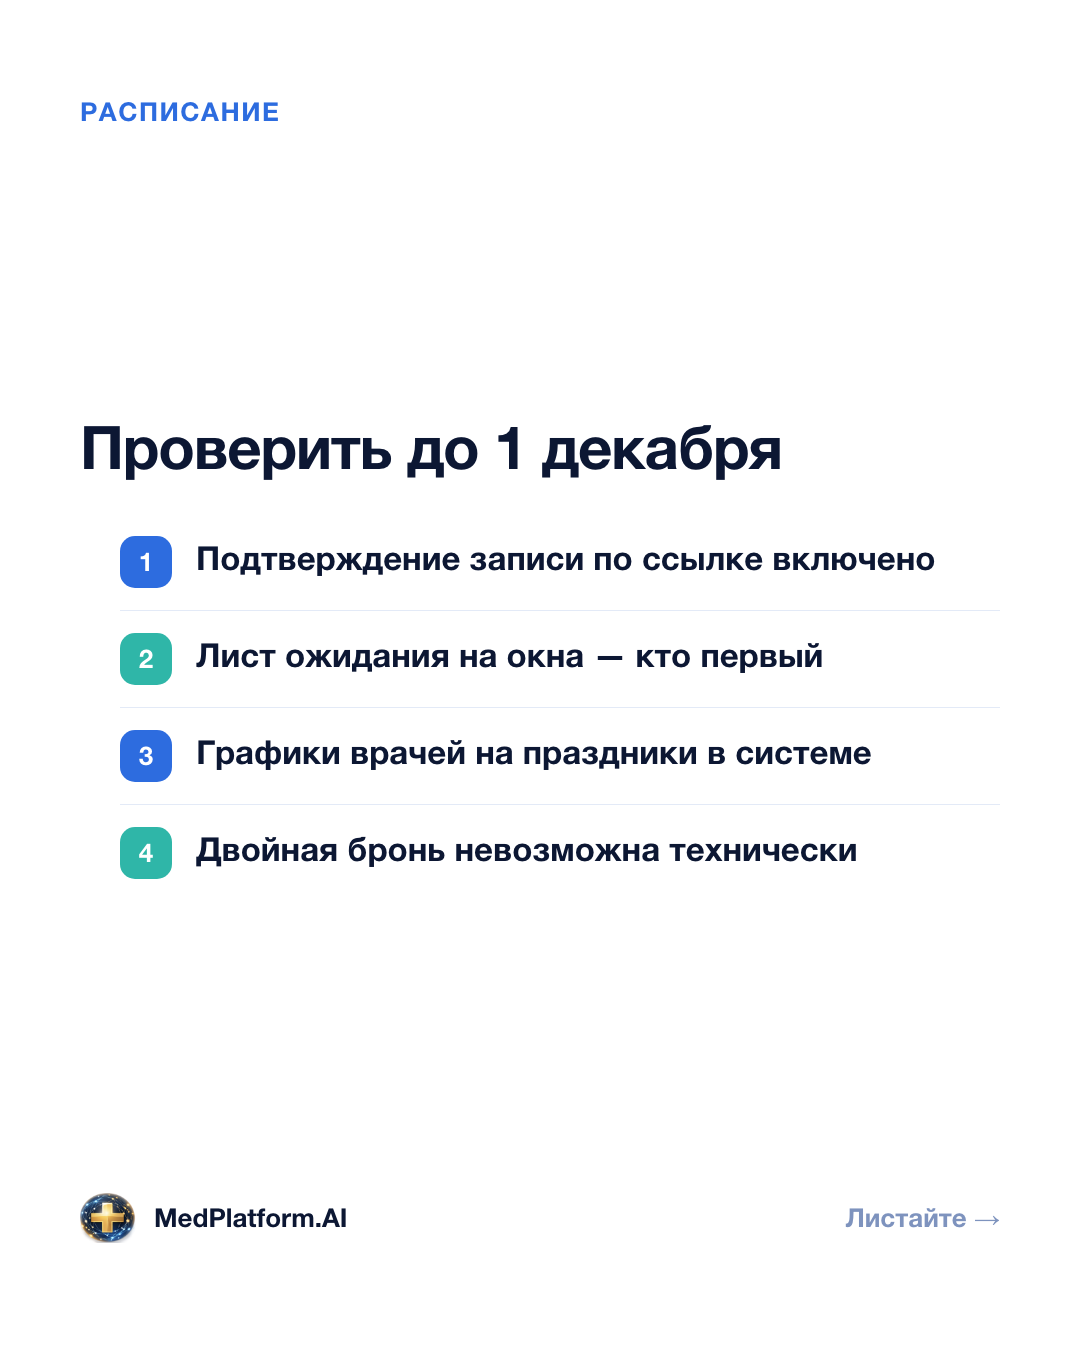 РАСПИСАНИЕ
Проверить до 1 декабря
1 Подтверждение записи по ссылке включено
2 Лист ожидания на окна — кто первый
3 Графики врачей на праздники в системе
4 Двойная бронь невозможна технически
MedPlatform.AI
Листайте →